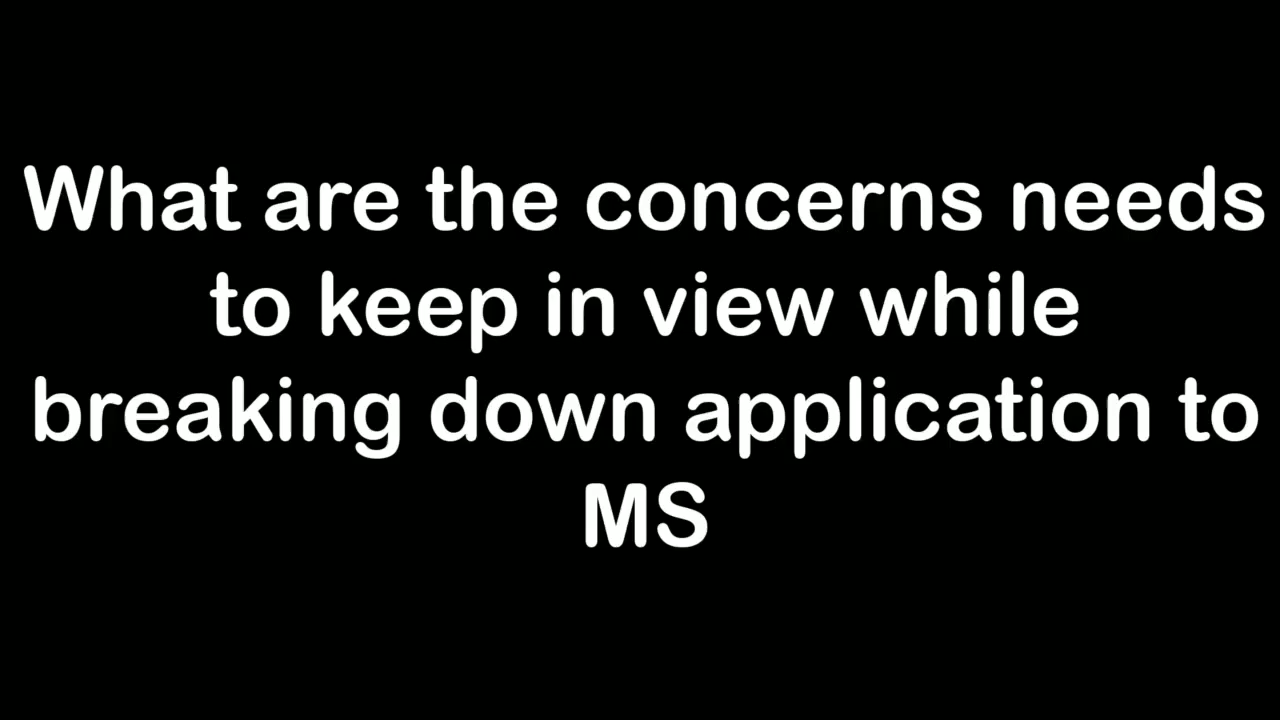 What are the concerns needs
to keep in view while
breaking down application to
MS